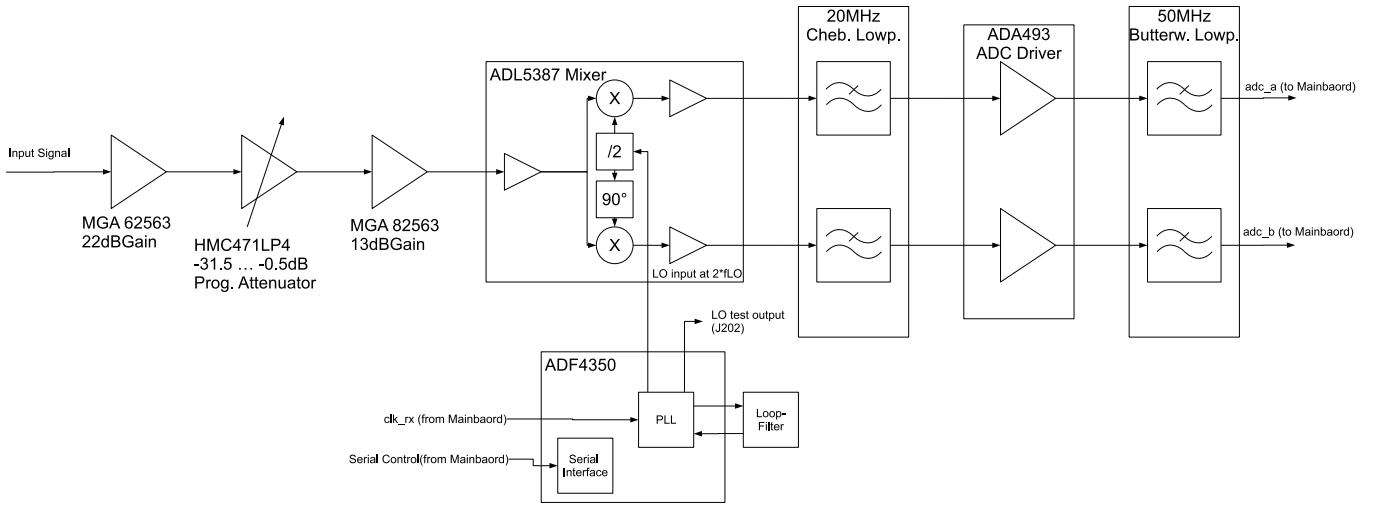 20MHz
Cheb. Lowp.
ADA493
ADC Driver
50MHz
Butterw. Lowp.
ADL5387 Mixer
X
adc_a (to Mainbaord)
/2
Input Signal
90°
MGA 62563
22dBGain
HMC471LP4
-31.5 ... -0.5dB
Prog. Attenuator
MGA 82563
13dBGain
X
adc_b (to Mainbaord)
LO input at 2*fLO
LO test output
(J202)
ADF4350
clk_rx (from Mainbaord)
PLL
Loop-
Filter
Serial Control(from Mainbaord)
Serial
Interface